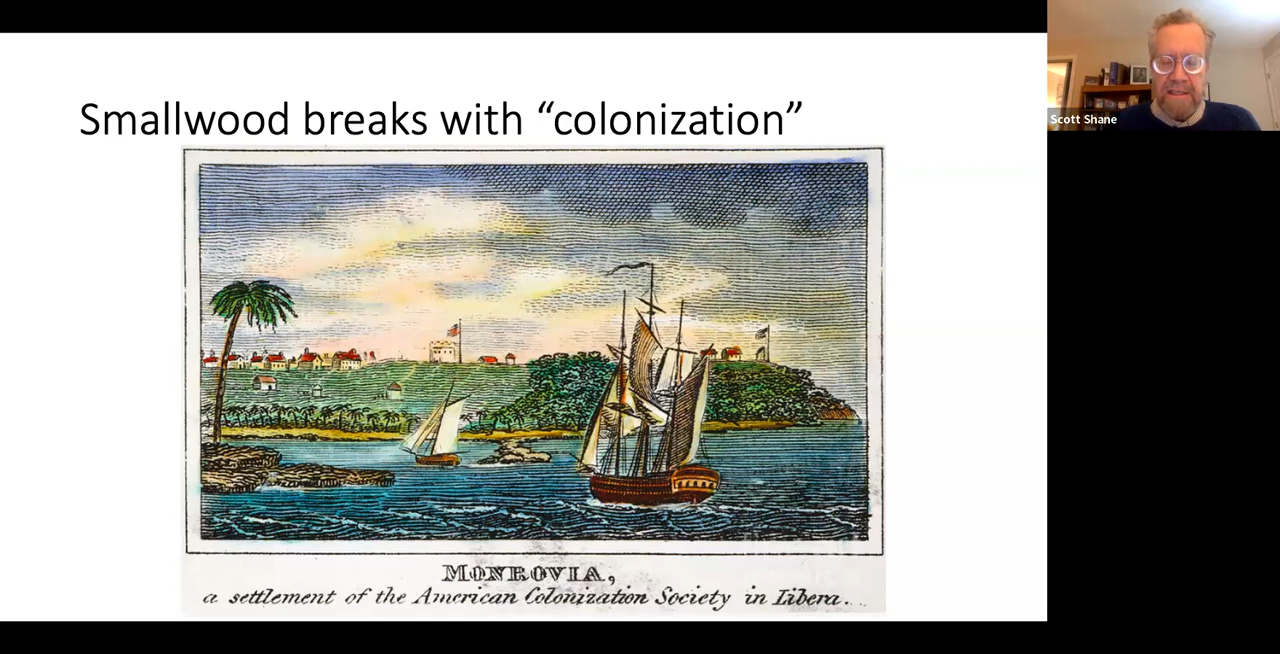 Smallwood breaks with “colonization”
Scott Shane
MONROVIA,
a settlement of the American Colonization Society in Libera.